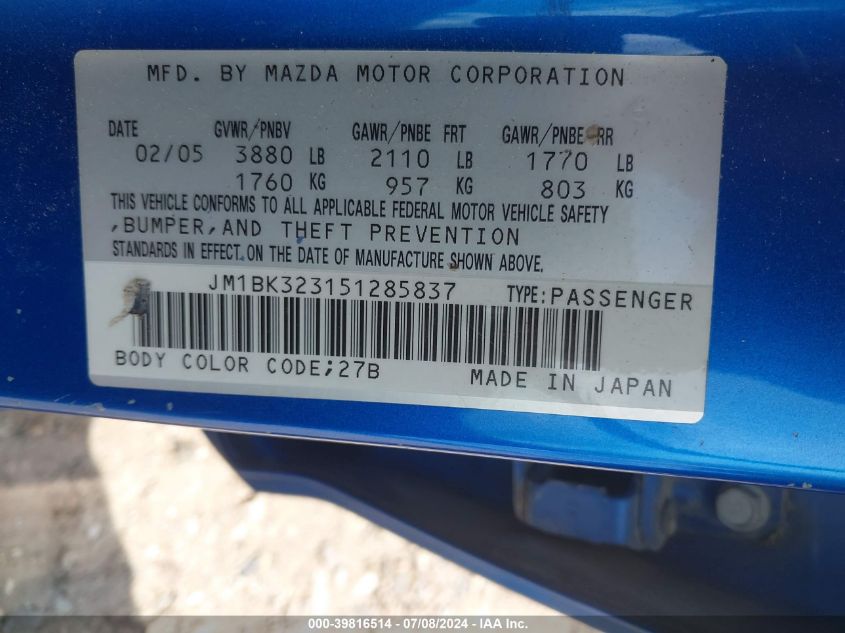 MFD. BY MAZDA MOTOR CORPORATION
DATE GVWR/PNBV GAWR/PNBE FRT GAWR/PNBE RR
02/05 3880 LB 2110 LB 1770 LB
1760 KG 957 KG 803 KG
THIS VEHICLE CONFORMS TO ALL APPLICABLE FEDERAL MOTOR VEHICLE SAFETY
,BUMPER,AND THEFT PREVENTION
STANDARDS IN EFFECT ON THE DATE OF MANUFACTURE SHOWN ABOVE.
JM1BK323151285837 TYPE:PASSENGER
BODY COLOR CODE;27B MADE IN JAPAN
000-39816514 / 07/08/2024 - IAA Inc.